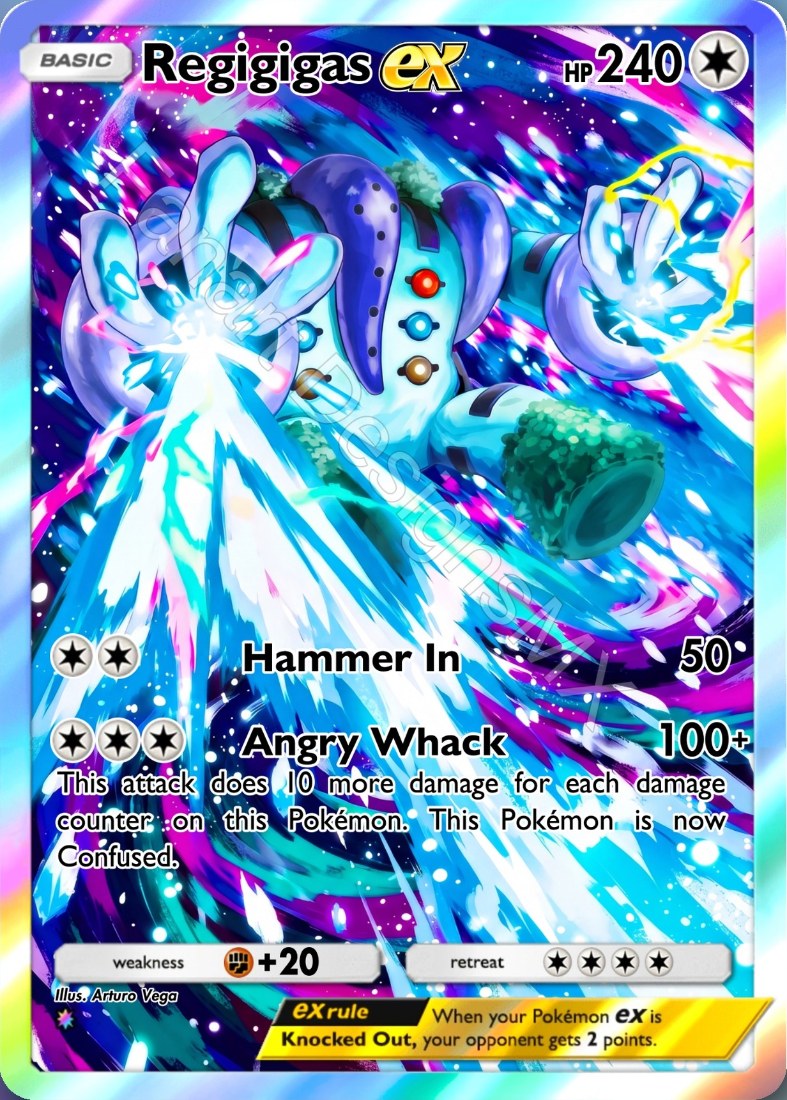 BASIC
Regigigas ex
HP 240
Hammer In 50
Angry Whack 100+
This attack does 10 more damage for each damage
counter on this Pokémon. This Pokémon is now
Confused.
weakness +20
retreat
Illus. Arturo Vega
ex rule
When your Pokémon ex is
Knocked Out, your opponent gets 2 points.
DesignsMX